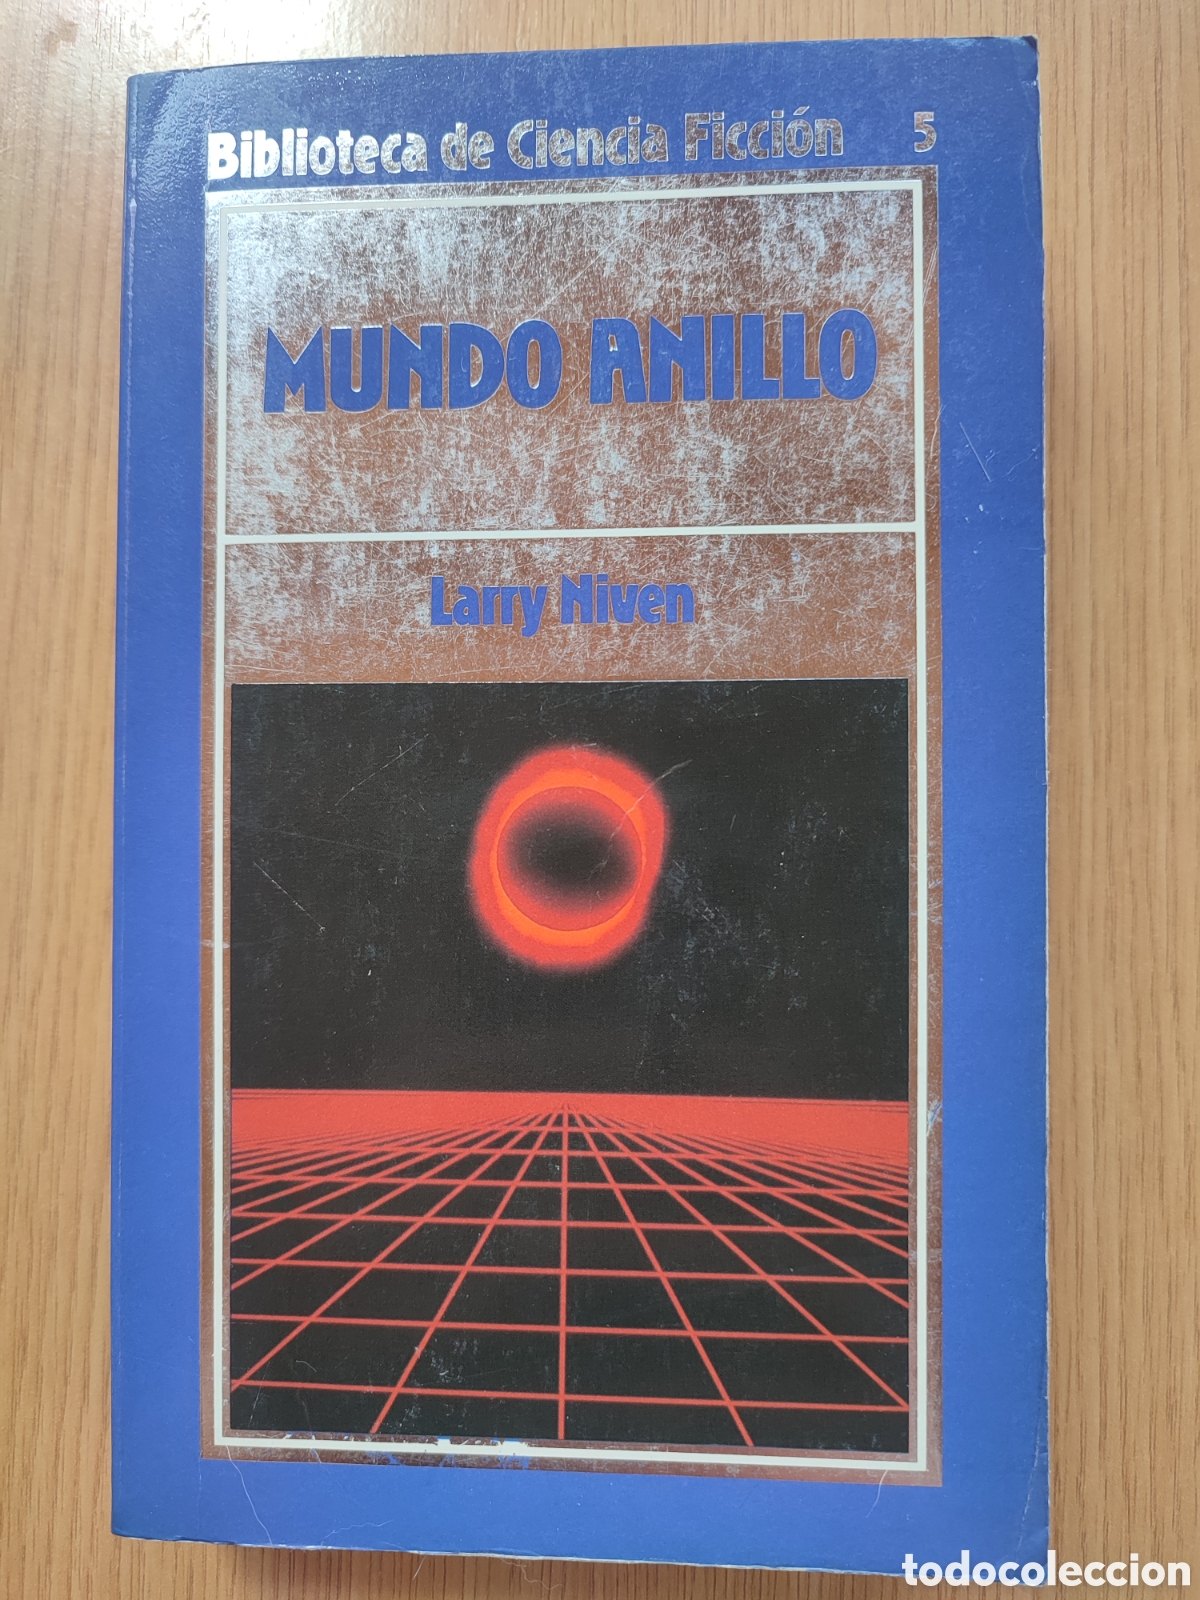 Biblioteca de Ciencia Ficción 5
MUNDO ANILLO
Larry Niven
todocoleccion